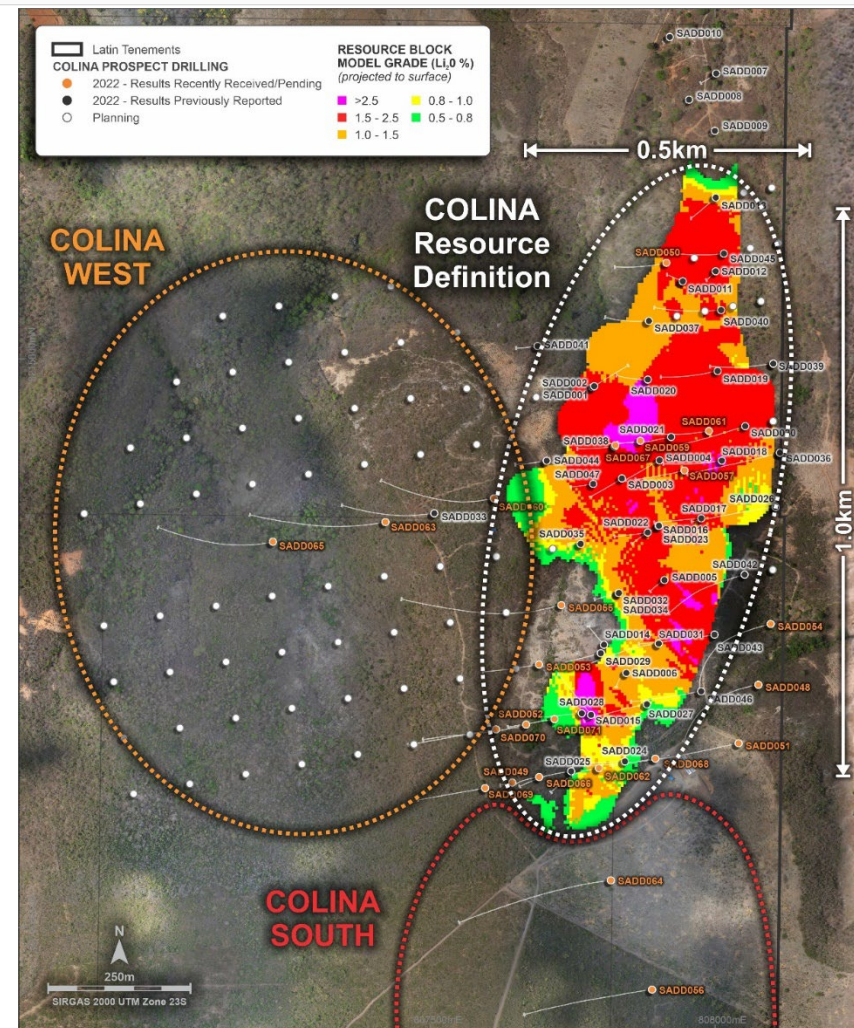 Latin Tenements
COLINA PROSPECT DRILLING
2022 - Results Recently Received/Pending
2022 - Results Previously Reported
Planning
RESOURCE BLOCK
MODEL GRADE (Li₂0 %)
(projected to surface)
>2.5
0.8 - 1.0
1.5 - 2.5
0.5 - 0.8
1.0 - 1.5
SADD010
SADD007
SADD008
SADD009
0.5km
COLINA
Resource
Definition
COLINA
WEST
SADD050
SADD045
SADD012
SADD011
SADD037
SADD040
SADD041
SADD039
SADD002
SADD001
SADD020
SADD019
SADD021
SADD061
SADD038
SADD059
SADD036
SADD044
SADD067
SADD004
SADD018
SADD057
SADD047
SADD003
SADD026
SADD033
SADD063
SADD017
SADD022
SADD016
SADD023
SADD065
SADD035
1.0km
SADD042
SADD005
SADD032
SADD034
SADD055
SADD054
SADD014
SADD031
SADD043
SADD029
SADD053
SADD006
SADD048
SADD046
SADD028
SADD027
SADD052
SADD015
SADD070
SADD071
SADD051
SADD024
SADD068
SADD025
SADD049
SADD066
SADD062
SADD069
SADD064
COLINA
SOUTH
N
250m
SIRGAS 2000 UTM Zone 23S
SADD056
608000mE